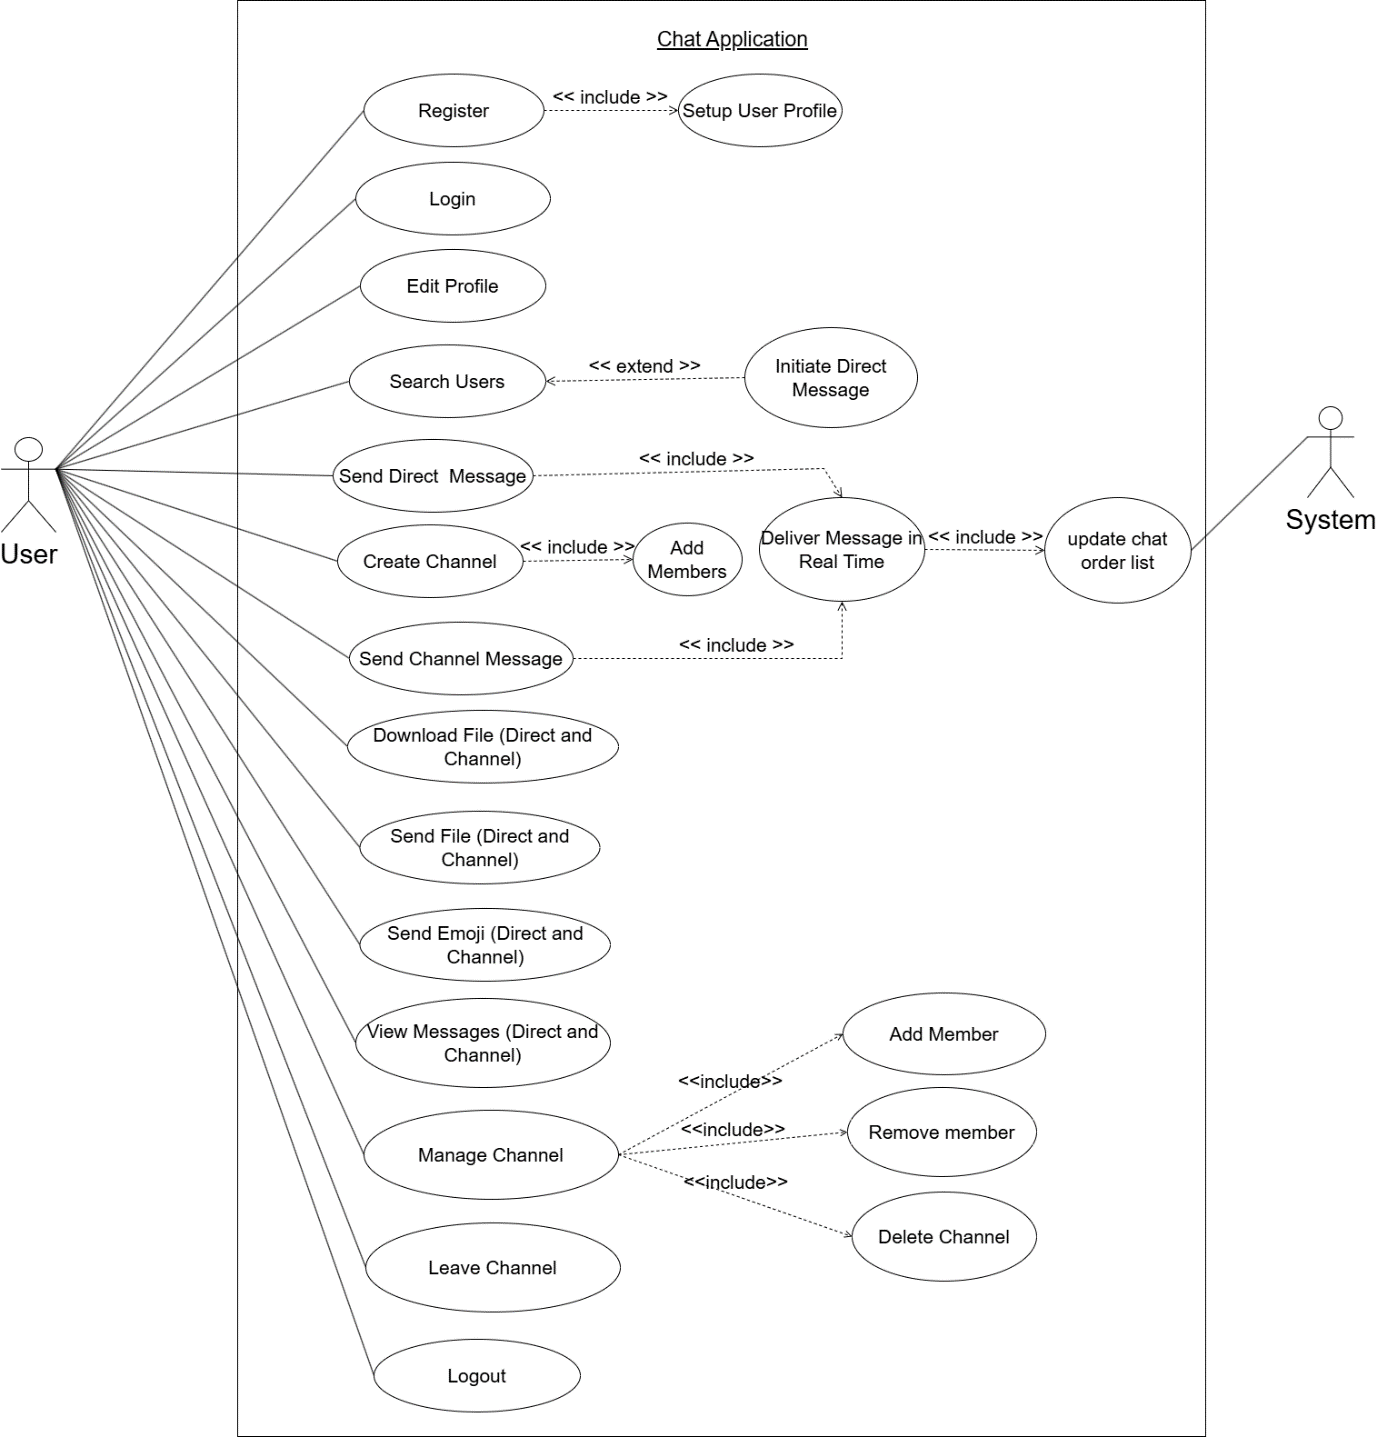 Chat Application
Register
<< include >>
Setup User Profile
Login
Edit Profile
Search Users
<< extend >>
Initiate Direct
Message
Send Direct  Message
<< include >>
User
System
Create Channel
<< include >>
Add
Members
Deliver Message in
Real Time
<< include >>
update chat
order list
Send Channel Message
<< include >>
Download File (Direct and
Channel)
Send File (Direct and
Channel)
Send Emoji (Direct and
Channel)
View Messages (Direct and
Channel)
Manage Channel
<<include>>
Add Member
<<include>>
Remove member
<<include>>
Delete Channel
Leave Channel
Logout